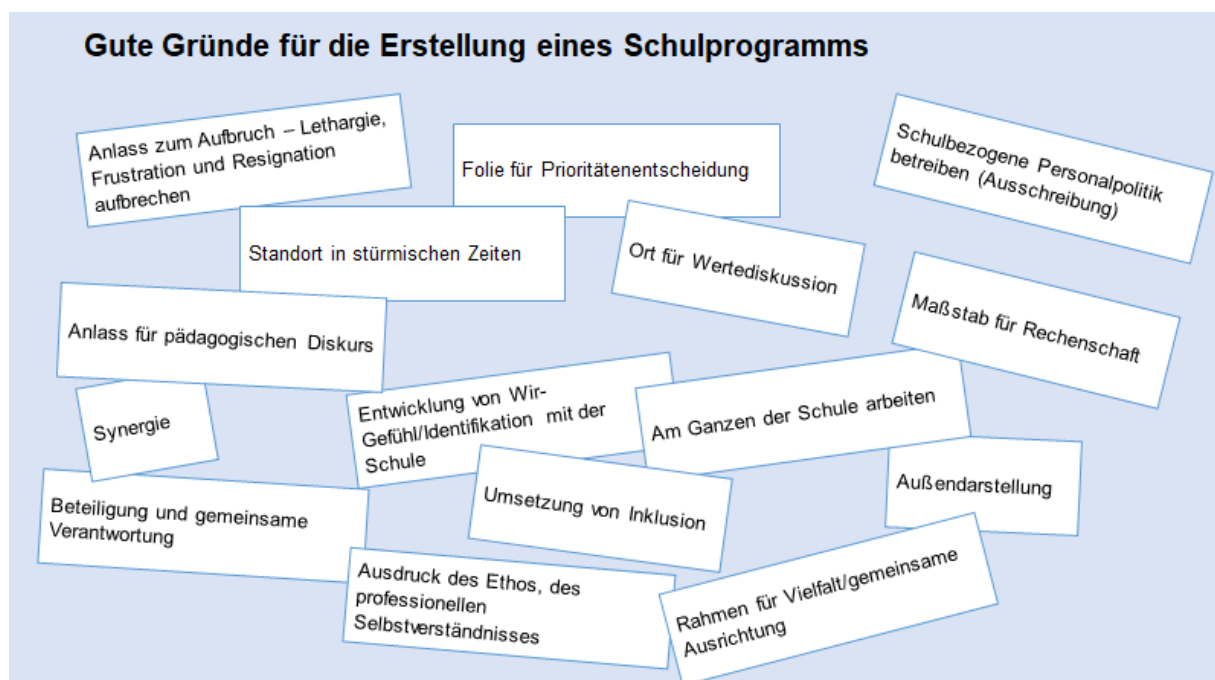 Gute Gründe für die Erstellung eines Schulprogramms
Anlass zum Aufbruch – Lethargie,
Frustration und Resignation
aufbrechen
Folie für Prioritätenentscheidung
Schulbezogene Personalpolitik
betreiben (Ausschreibung)
Standort in stürmischen Zeiten
Ort für Wertediskussion
Maßstab für Rechenschaft
Anlass für pädagogischen Diskurs
Synergie
Entwicklung von Wir-
Gefühl/Identifikation mit der
Schule
Am Ganzen der Schule arbeiten
Außendarstellung
Umsetzung von Inklusion
Beteiligung und gemeinsame
Verantwortung
Ausdruck des Ethos, des
professionellen
Selbstverständnisses
Rahmen für Vielfalt/gemeinsame
Ausrichtung